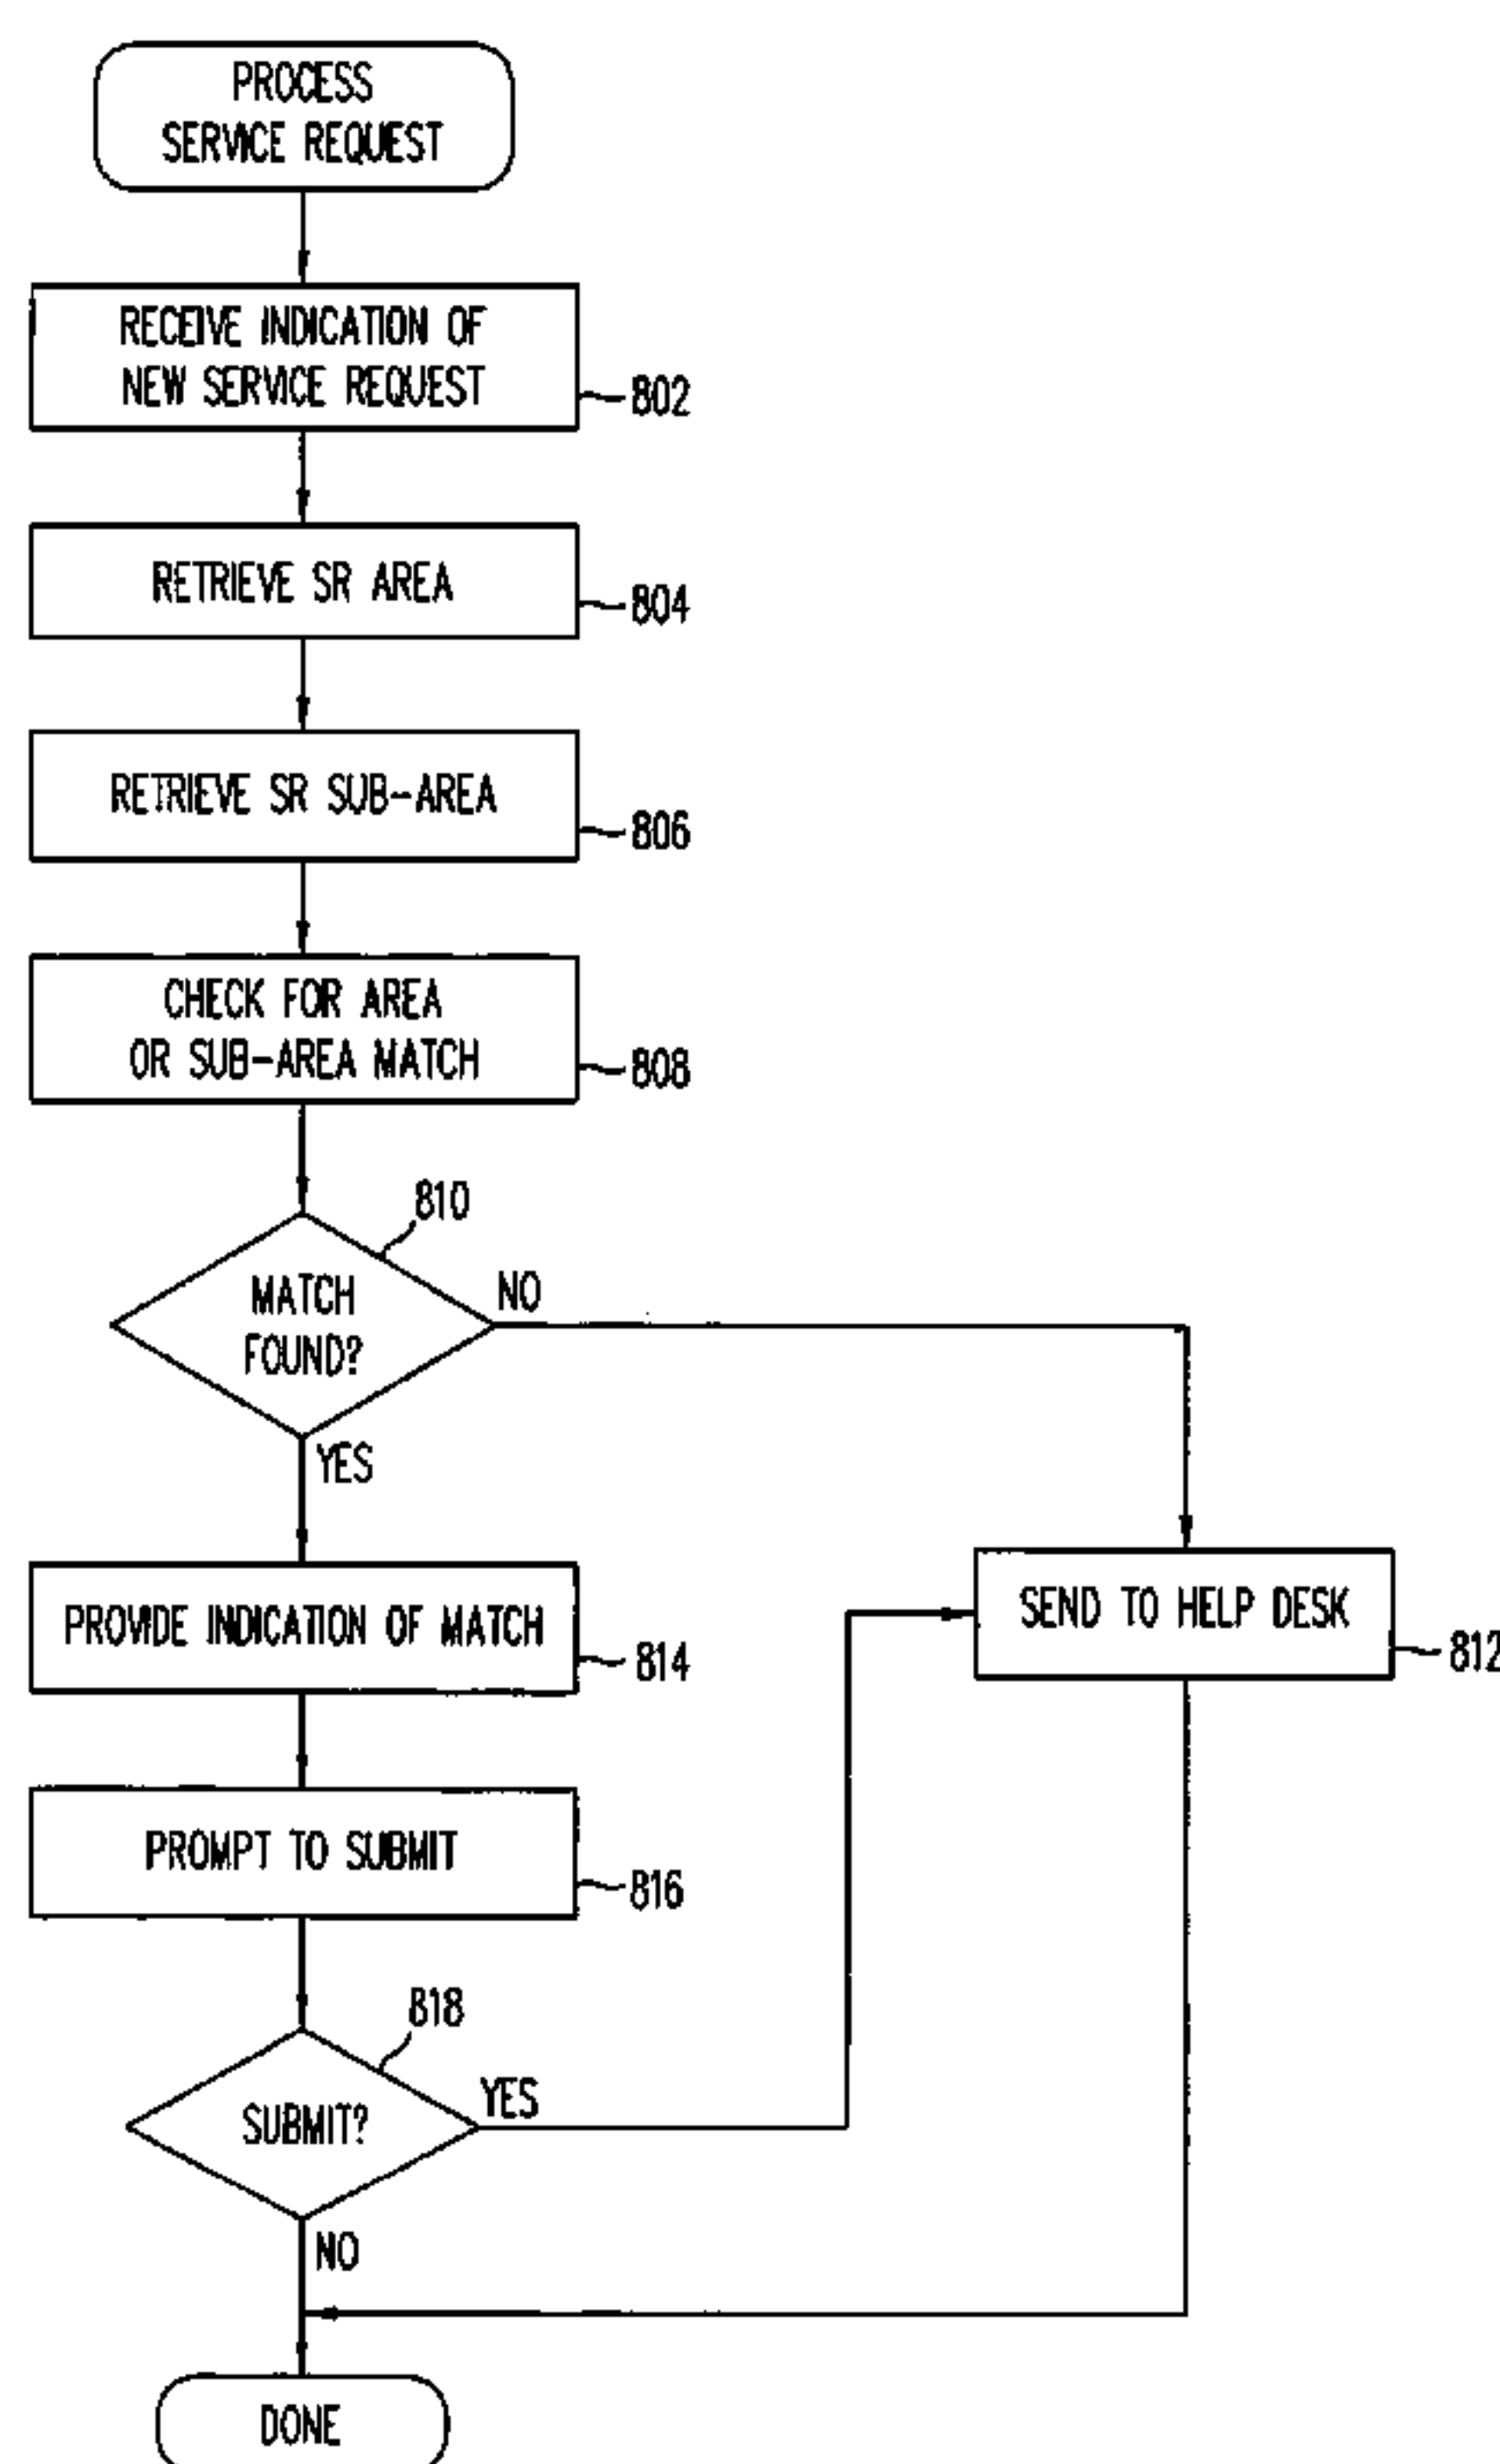 PROCESS
SERVICE REQUEST
RECEIVE INDICATION OF
NEW SERVICE REQUEST
802
RETRIEVE SR AREA
804
RETRIEVE SR SUB-AREA
806
CHECK FOR AREA
OR SUB-AREA MATCH
808
810
MATCH
FOUND?
NO
YES
PROVIDE INDICATION OF MATCH
814
SEND TO HELP DESK
812
PROMPT TO SUBMIT
816
818
SUBMIT?
YES
NO
DONE